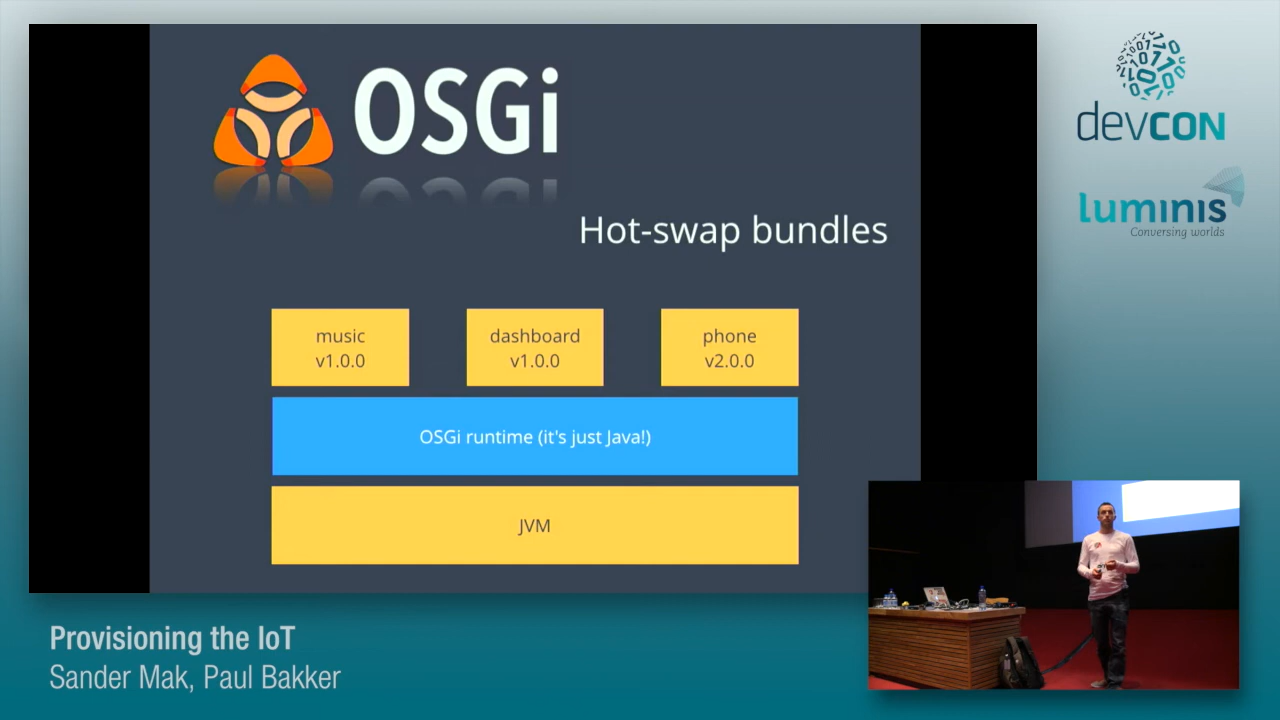 OSGi
Hot-swap bundles
music
v1.0.0
dashboard
v1.0.0
phone
v2.0.0
OSGi runtime (it's just Java!)
JVM
devcon
luminis
Conversing worlds
Provisioning the IoT
Sander Mak, Paul Bakker